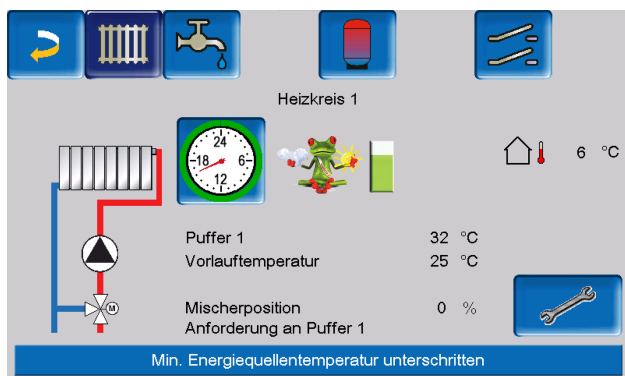 Heizkreis 1
24
18 6
12
6 °C
Puffer 1 32 °C
Vorlauftemperatur 25 °C
M
Mischerposition 0 %
Anforderung an Puffer 1
Min. Energiequellentemperatur unterschritten